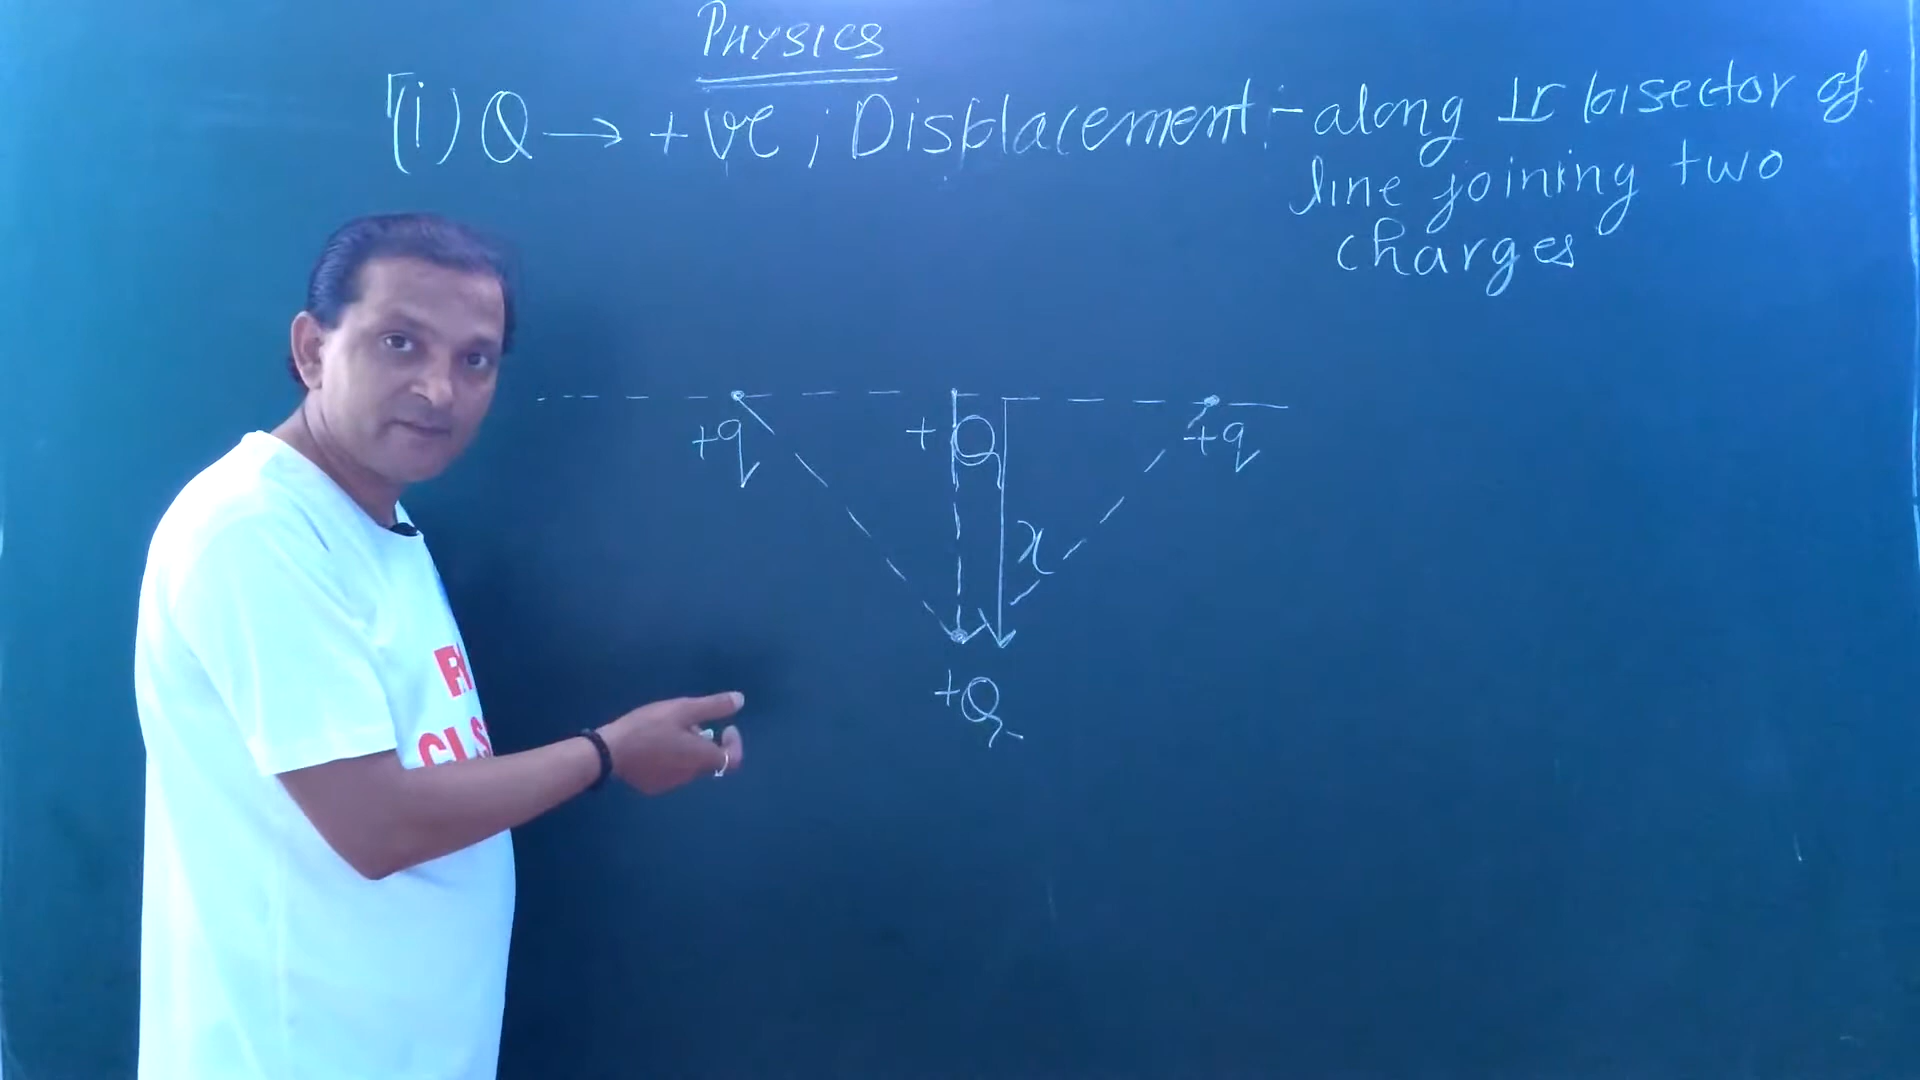 PHYSICS
(i) Q → +ve ; Displacement :- along ⊥r bisector of
line joining two
charges
+q +Q +q
x
+Q